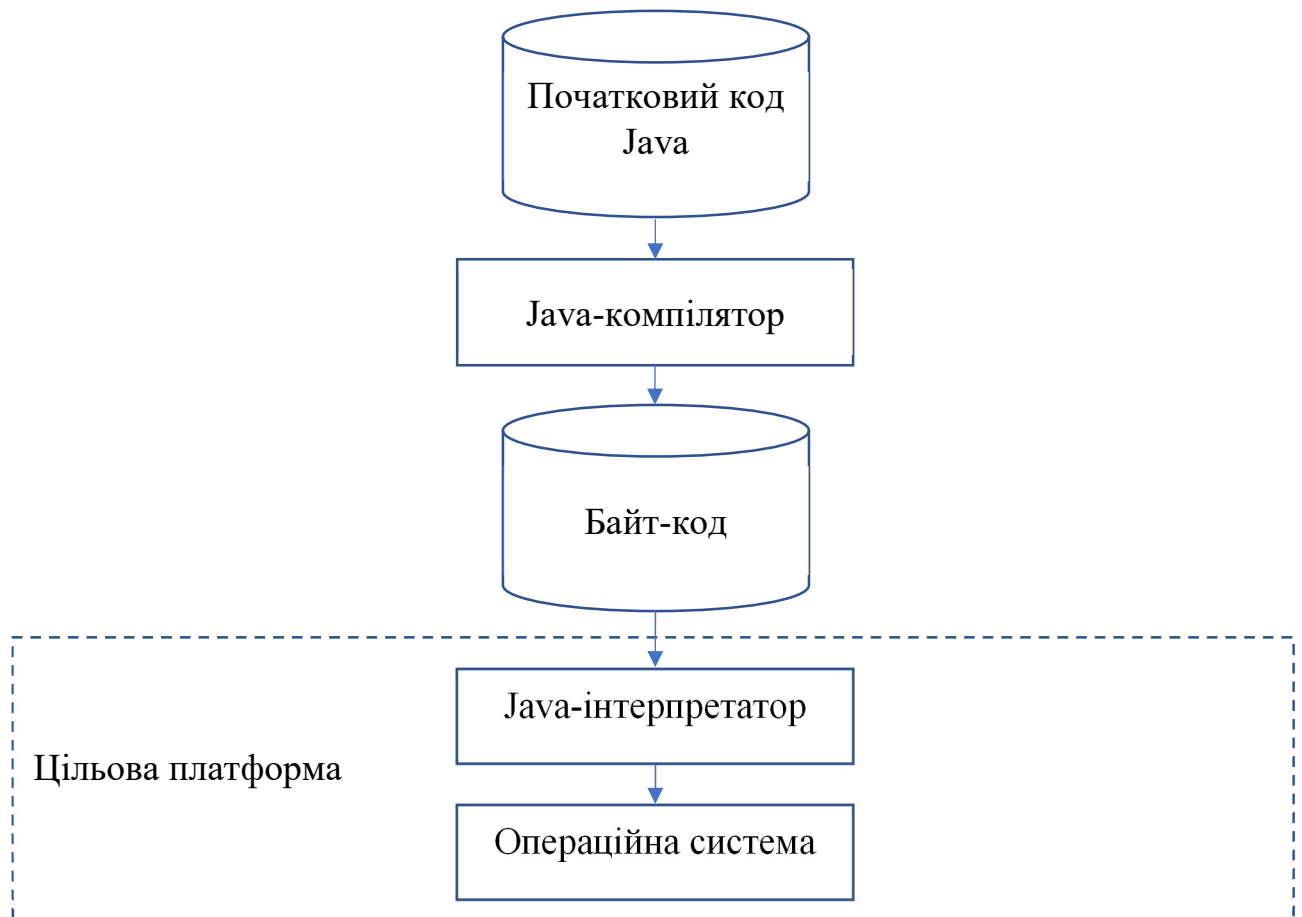 Початковий код
Java
Java-компілятор
Байт-код
Java-інтерпретатор
Цільова платформа
Операційна система